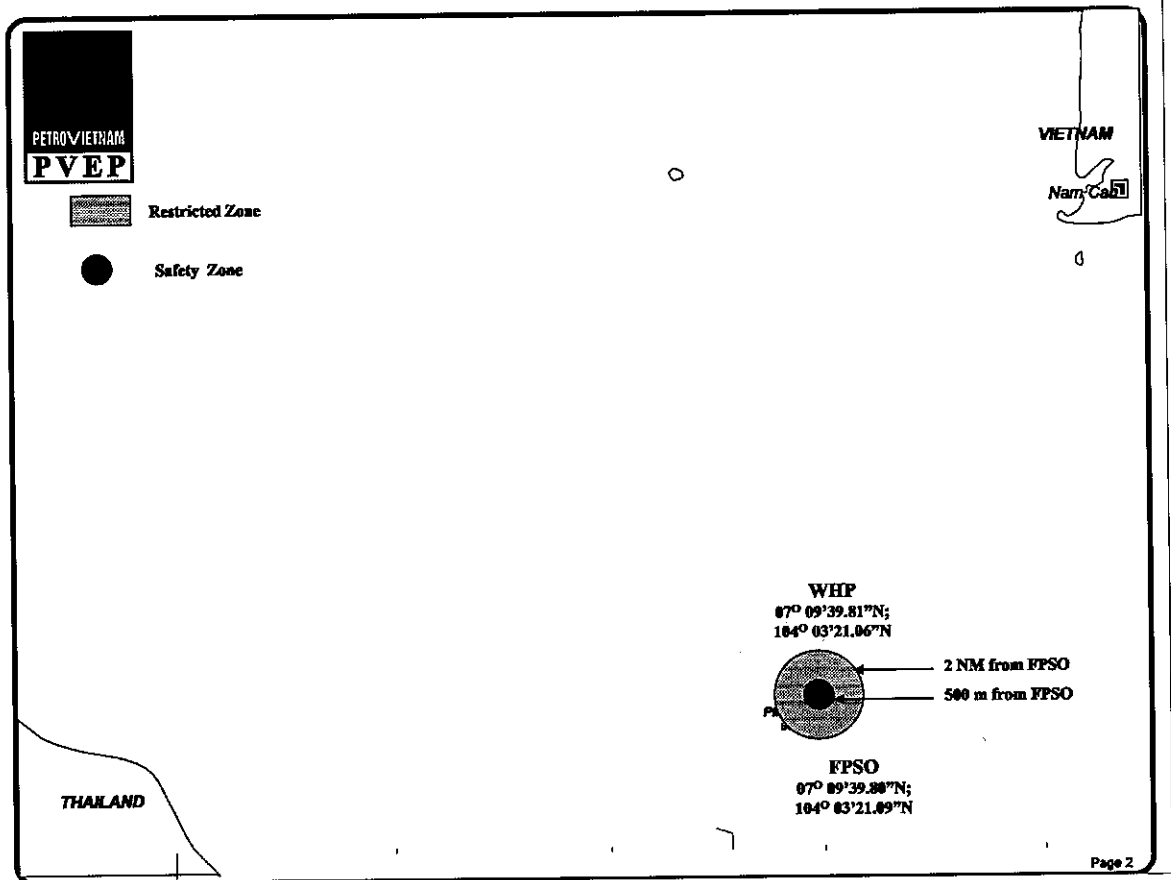 PETROVIETNAM
PVEP
Restricted Zone
Safety Zone
VIETNAM
Nam Can
WHP
07° 09'39.81"N;
104° 03'21.06"N
2 NM from FPSO
500 m from FPSO
FPSO
07° 09'39.80"N;
104° 03'21.09"N
THAILAND
Page 2